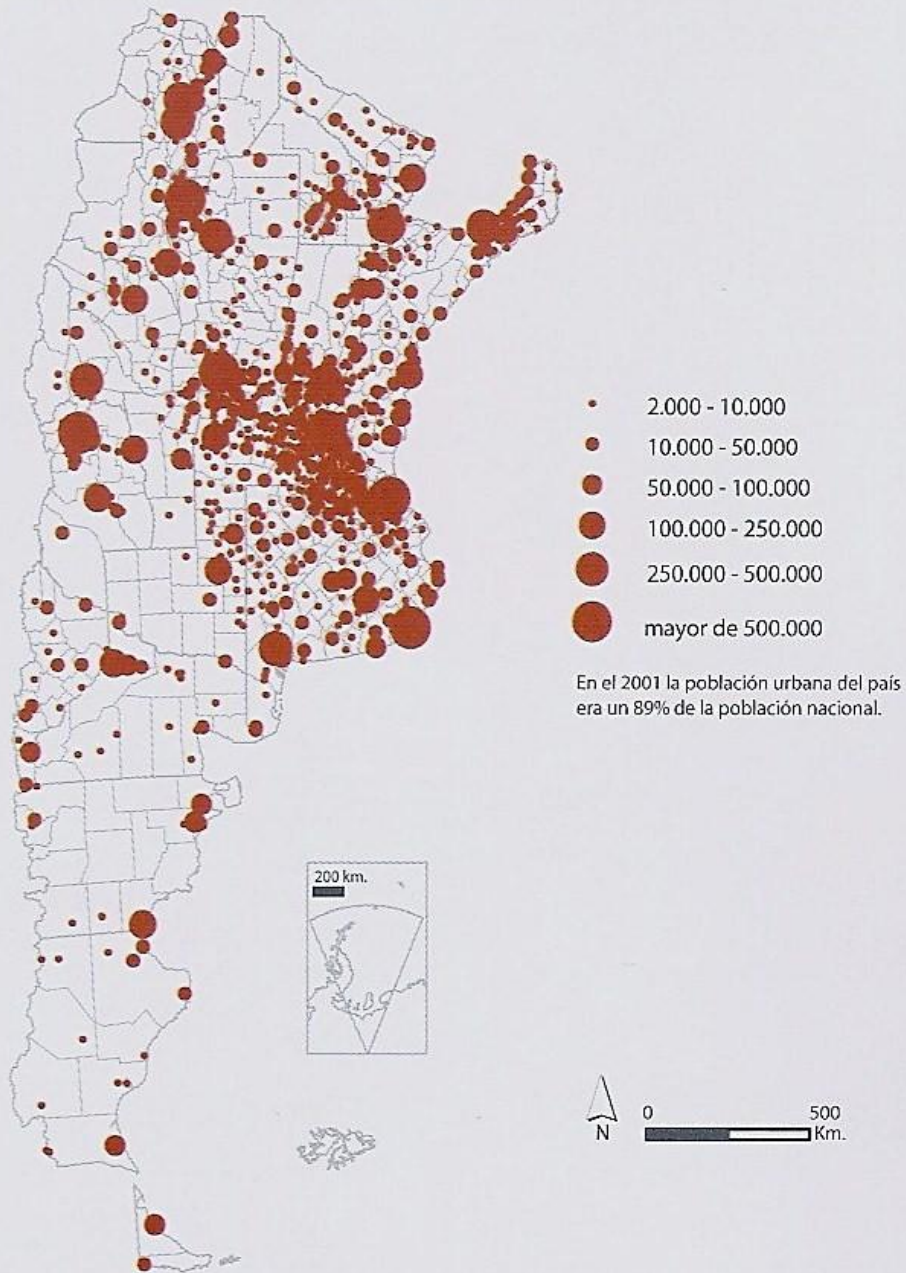 2.000 - 10.000
10.000 - 50.000
50.000 - 100.000
100.000 - 250.000
250.000 - 500.000
mayor de 500.000
En el 2001 la población urbana del país
era un 89% de la población nacional.
200 km.
N
0 500
Km.